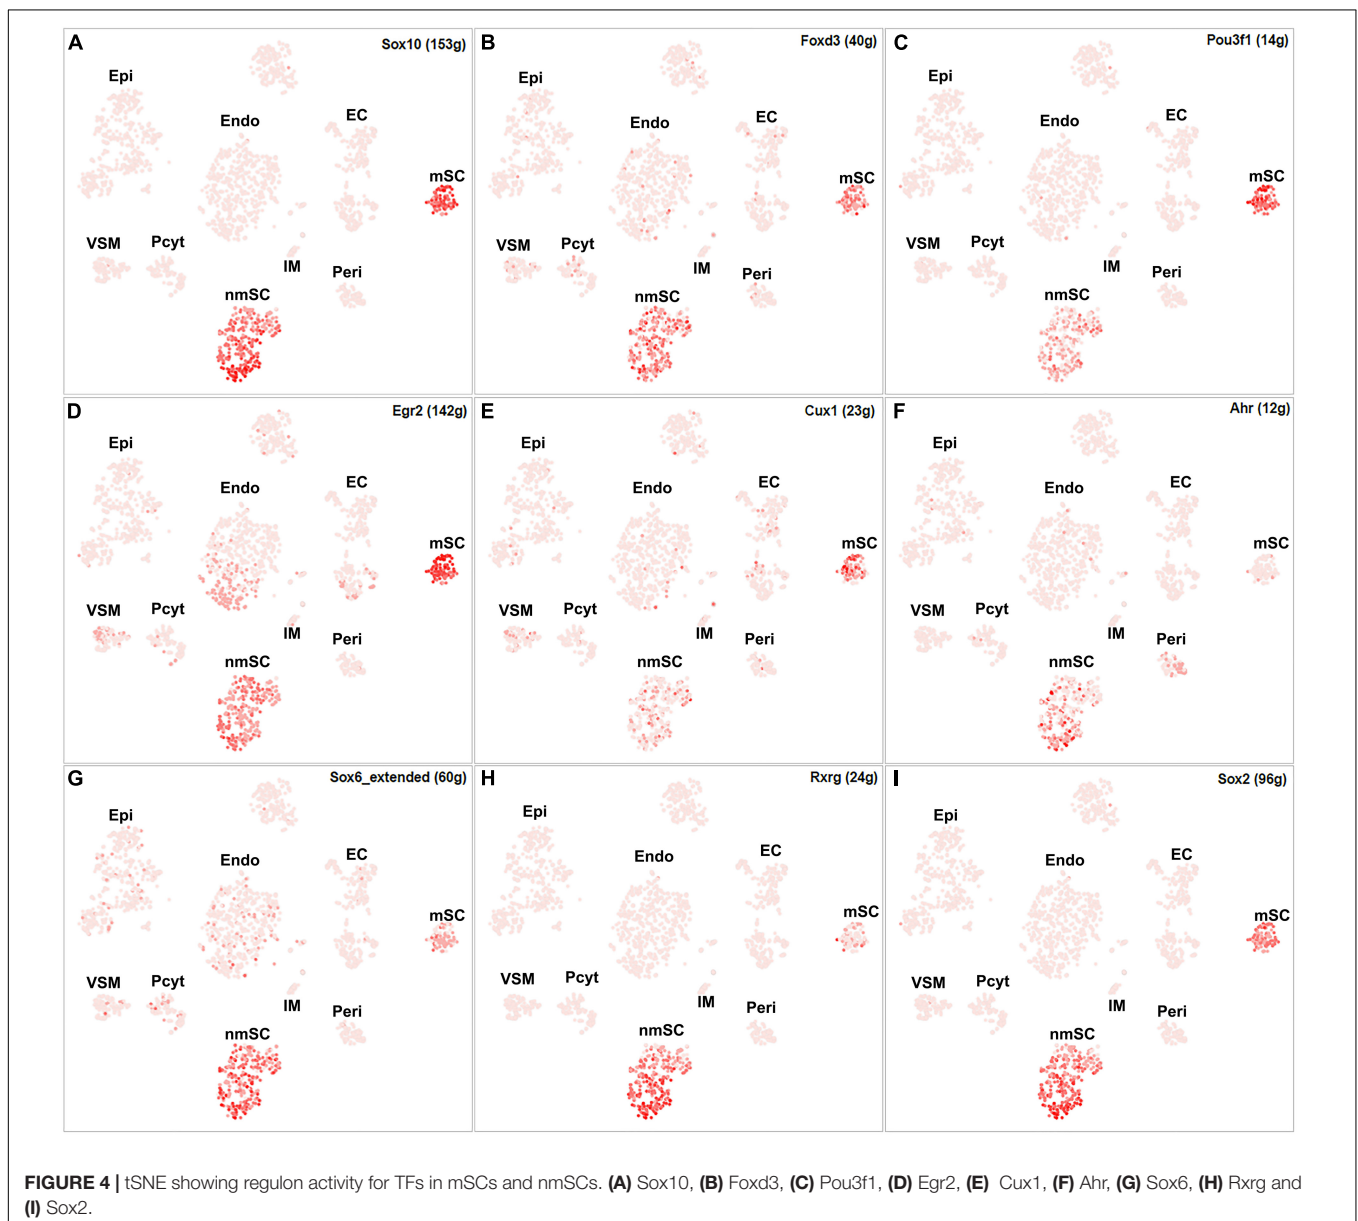 A
Sox10 (153g)
Epi
Endo
EC
mSC
VSM
Pcyt
IM
Peri
nmSC
B
Foxd3 (40g)
Epi
Endo
EC
mSC
VSM
Pcyt
IM
Peri
nmSC
C
Pou3f1 (14g)
Epi
Endo
EC
mSC
VSM
Pcyt
IM
Peri
nmSC
D
Egr2 (142g)
Epi
Endo
EC
mSC
VSM
Pcyt
IM
Peri
nmSC
E
Cux1 (23g)
Epi
Endo
EC
mSC
VSM
Pcyt
IM
Peri
nmSC
F
Ahr (12g)
Epi
Endo
EC
mSC
VSM
Pcyt
IM
Peri
nmSC
G
Sox6_extended (60g)
Epi
Endo
EC
mSC
VSM
Pcyt
IM
Peri
nmSC
H
Rxrg (24g)
Epi
Endo
EC
mSC
VSM
Pcyt
IM
Peri
nmSC
I
Sox2 (96g)
Epi
Endo
EC
mSC
VSM
Pcyt
IM
Peri
nmSC
FIGURE 4 | tSNE showing regulon activity for TFs in mSCs and nmSCs. (A) Sox10, (B) Foxd3, (C) Pou3f1, (D) Egr2, (E) Cux1, (F) Ahr, (G) Sox6, (H) Rxrg and
(I) Sox2.